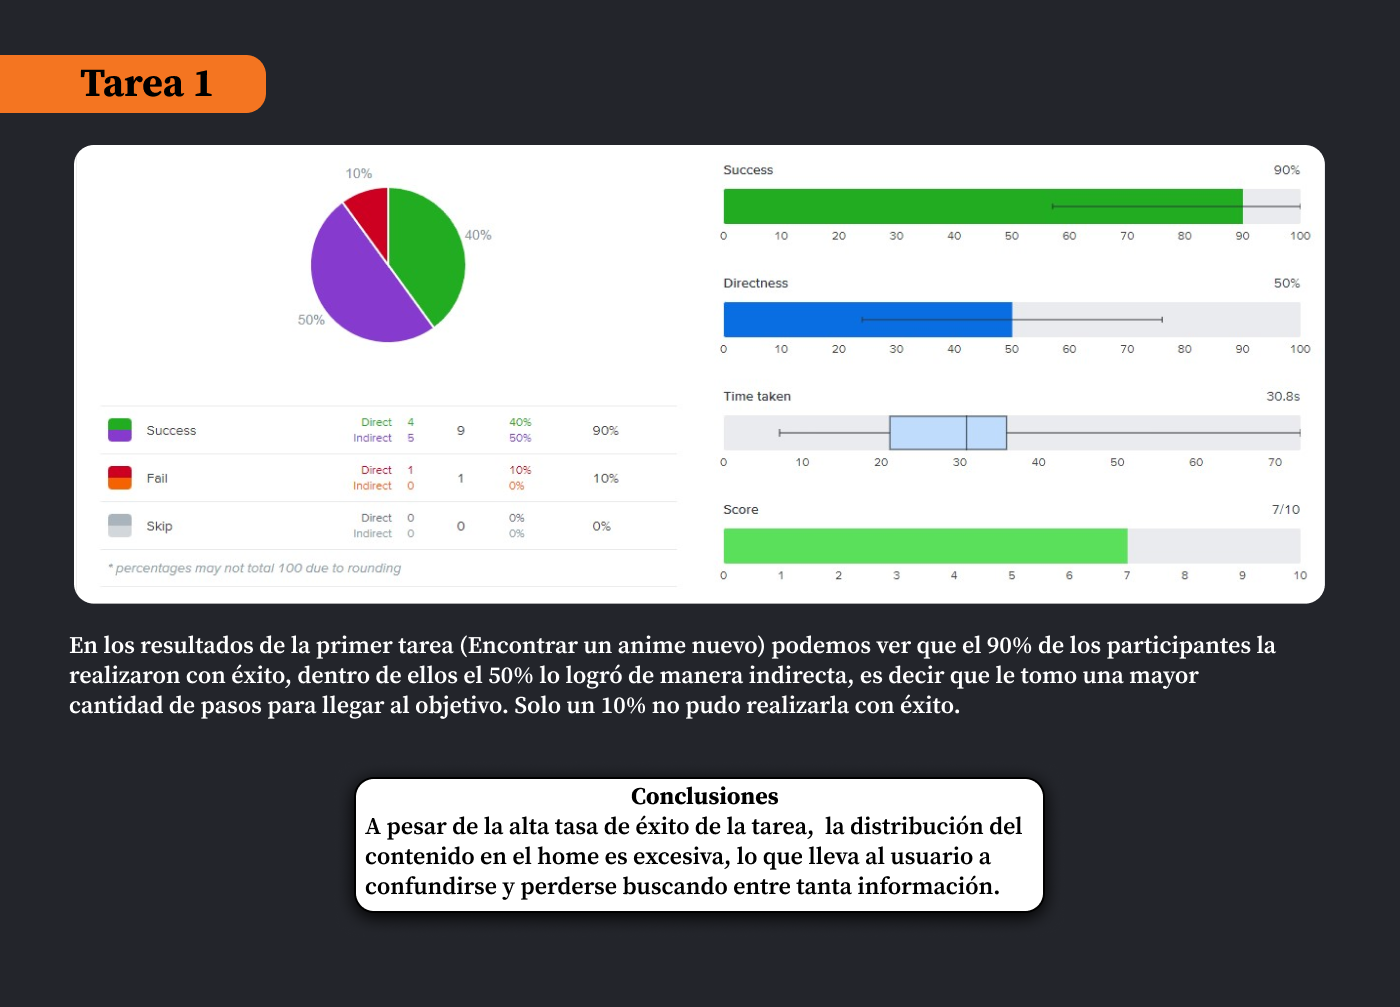 Tarea 1
10%
40%
50%
Success Direct 4 9 40% 90%
Indirect 5 50%
Fail Direct 1 1 10% 10%
Indirect 0 0%
Skip Direct 0 0 0% 0%
Indirect 0 0%
* percentages may not total 100 due to rounding
Success 90%
0 10 20 30 40 50 60 70 80 90 100
Directness 50%
0 10 20 30 40 50 60 70 80 90 100
Time taken 30.8s
0 10 20 30 40 50 60 70
Score 7/10
0 1 2 3 4 5 6 7 8 9 10
En los resultados de la primer tarea (Encontrar un anime nuevo) podemos ver que el 90% de los participantes la
realizaron con éxito, dentro de ellos el 50% lo logró de manera indirecta, es decir que le tomo una mayor
cantidad de pasos para llegar al objetivo. Solo un 10% no pudo realizarla con éxito.
Conclusiones
A pesar de la alta tasa de éxito de la tarea, la distribución del
contenido en el home es excesiva, lo que lleva al usuario a
confundirse y perderse buscando entre tanta información.